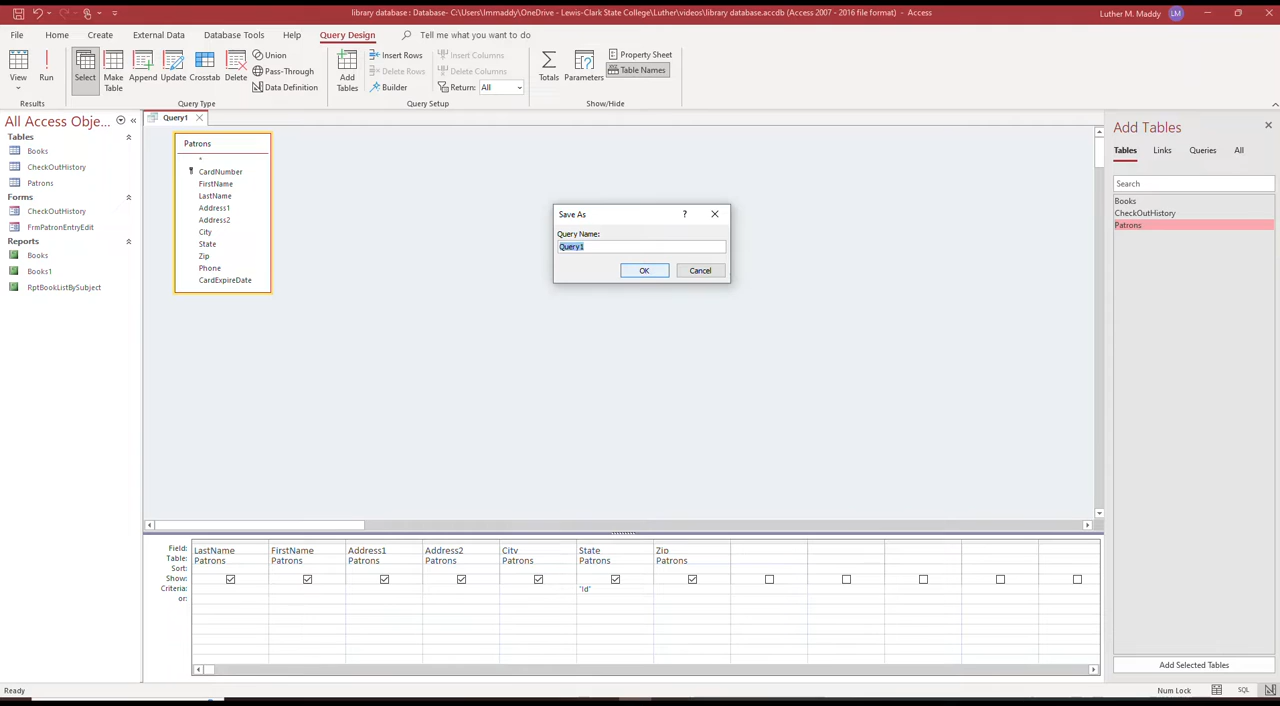 library database : Database- C:\Users\lmmaddy\OneDrive - Lewis-Clark State College\Luther\videos\library database.accdb (Access 2007 - 2016 file format) - Access
Luther M. Maddy LM
File Home Create External Data Database Tools Help Query Design Tell me what you want to do
View Run Select Make Table Append Update Crosstab Delete
Union
Pass-Through
Data Definition
Add Tables
Insert Rows
Delete Rows
Builder
Insert Columns
Delete Columns
Return: All
Totals Parameters
Property Sheet
Table Names
Results Query Type Query Setup Show/Hide
All Access Obje...
Tables
Books
CheckOutHistory
Patrons
Forms
CheckOutHistory
FrmPatronEntryEdit
Reports
Books
Books1
RptBookListBySubject
Query1
Patrons
*
CardNumber
FirstName
LastName
Address1
Address2
City
State
Zip
Phone
CardExpireDate
Save As ?
Query Name:
Query1
OK Cancel
Add Tables
Tables Links Queries All
Search
Books
CheckOutHistory
Patrons
Add Selected Tables
Field: LastName FirstName Address1 Address2 City State Zip
Table: Patrons Patrons Patrons Patrons Patrons Patrons Patrons
Sort:
Show:
Criteria: "Id"
or:
Ready
Num Lock SQL